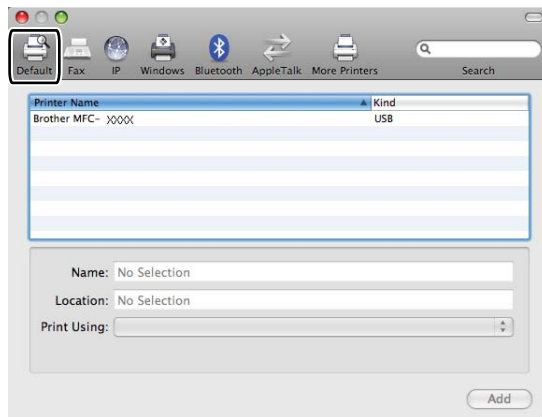 Default Fax IP Windows Bluetooth AppleTalk More Printers Search
Printer Name Kind
Brother MFC- XXXX USB
Name: No Selection
Location: No Selection
Print Using:
Add